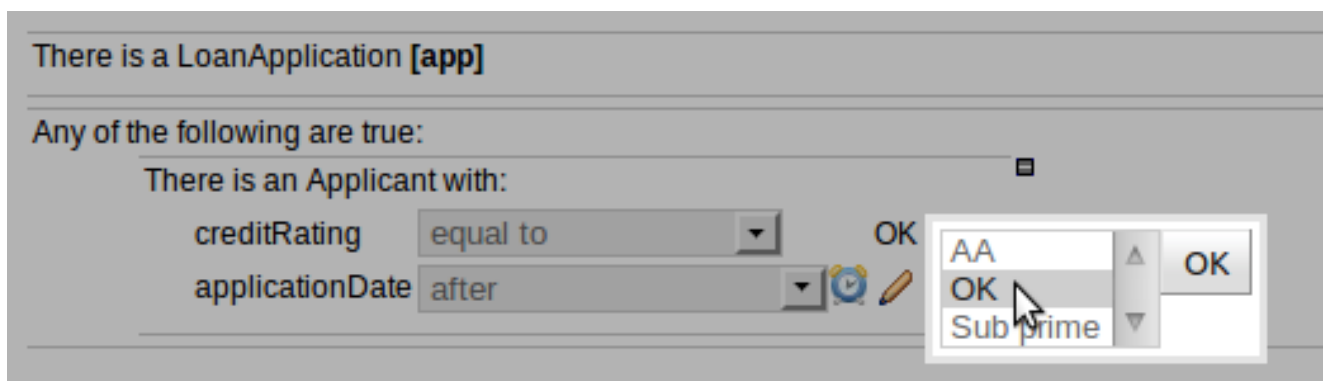 There is a LoanApplication [app]
Any of the following are true:
There is an Applicant with:
creditRating equal to OK
applicationDate after
AA
OK
Sub prime
OK